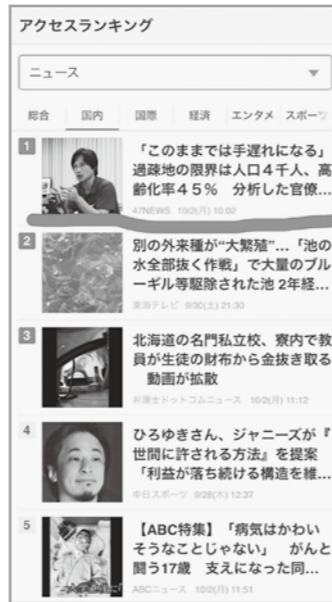 アクセスランキング
ニュース
総合 国内 国際 経済 エンタメ スポーツ
1
「このままでは手遅れになる」
過疎地の限界は人口4千人、高
齢化率45% 分析した官僚…
47NEWS 10/2(月) 10:02
2
別の外来種が“大繁殖”…「池の
水全部抜く作戦」で大量のブル
ーギル等駆除された池 2年経…
東海テレビ 9/30(土) 21:30
3
北海道の名門私立校、寮内で教
員が生徒の財布から金抜き取る
動画が拡散
弁護士ドットコムニュース 10/2(月) 11:12
4
ひろゆきさん、ジャニーズが『
世間に許される方法』を提案
「利益が落ち続ける構造を維…
中日スポーツ 9/28(木) 12:37
5
【ABC特集】「病気はかわい
そうなことじゃない」 がんと
闘う17歳 支えになった同…
ABCニュース 10/2(月) 11:51